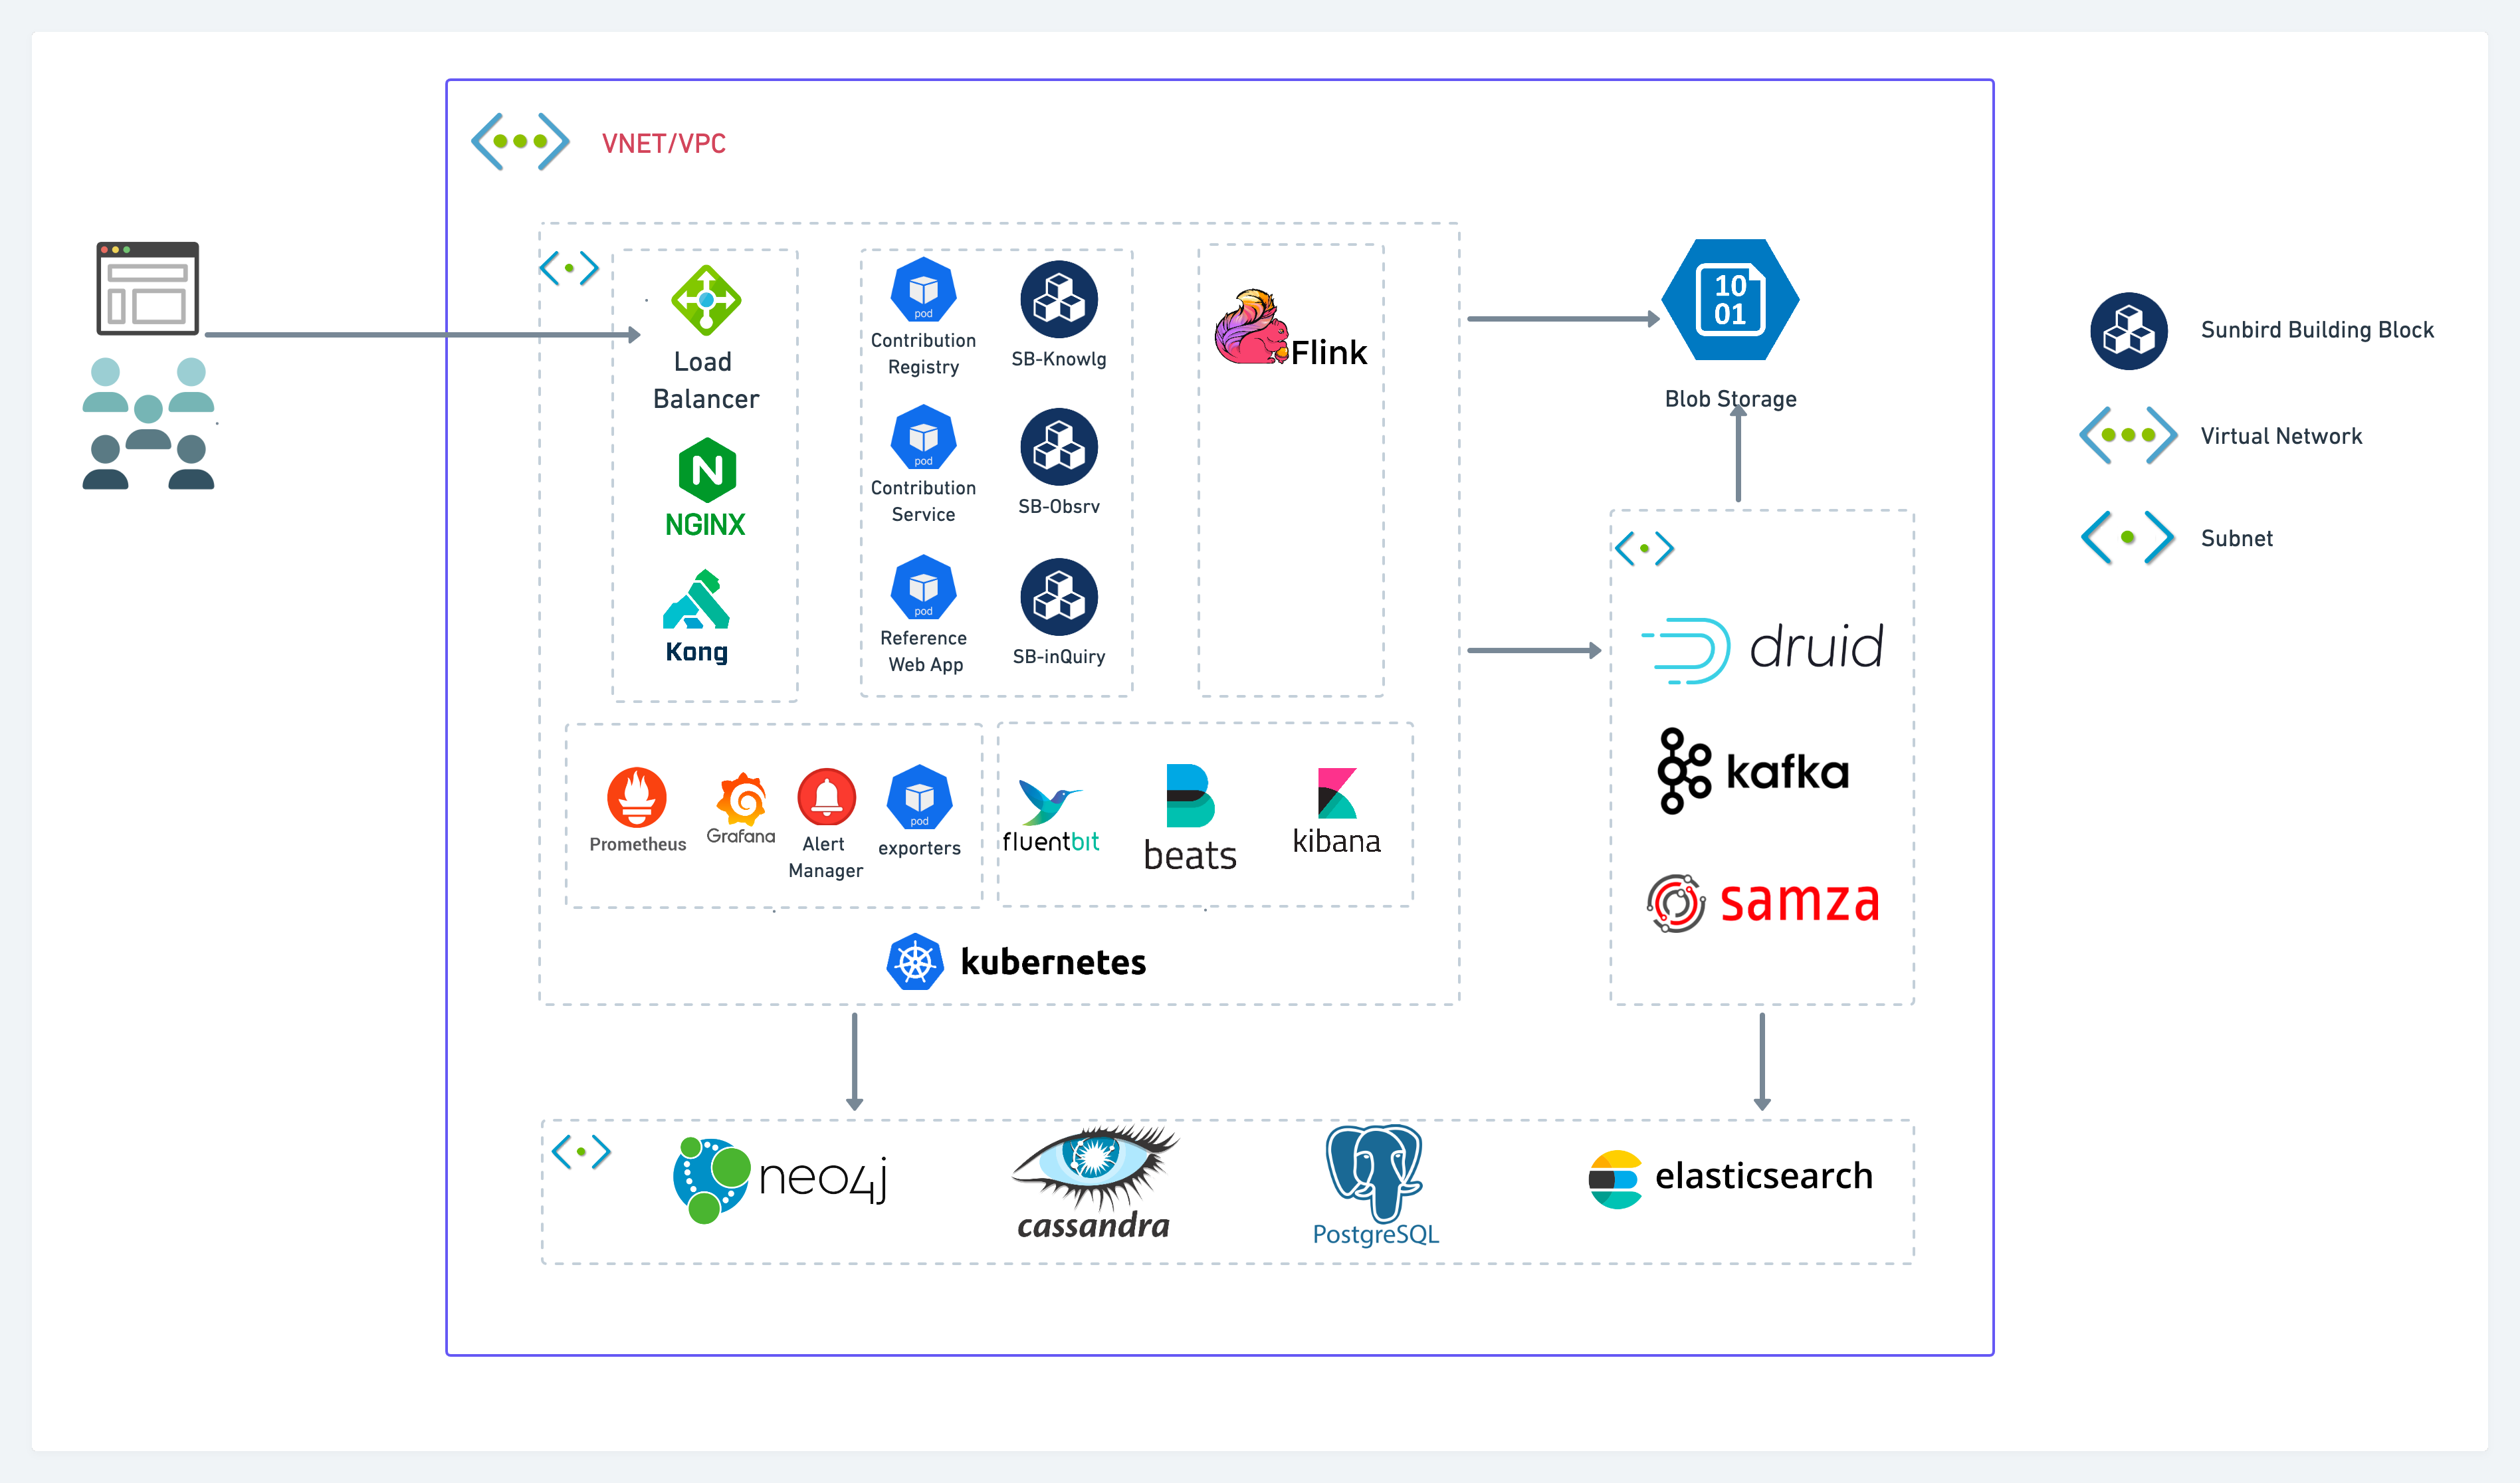 VNET/VPC
Load
Balancer
NGINX
Kong
pod
Contribution
Registry
SB-Knowlg
pod
Contribution
Service
SB-Obsrv
pod
Reference
Web App
SB-inQuiry
Flink
10
01
Blob Storage
Sunbird Building Block
Virtual Network
Subnet
druid
kafka
samza
Prometheus
Grafana
Alert
Manager
pod
exporters
fluentbit
beats
kibana
kubernetes
neo4j
cassandra
PostgreSQL
elasticsearch